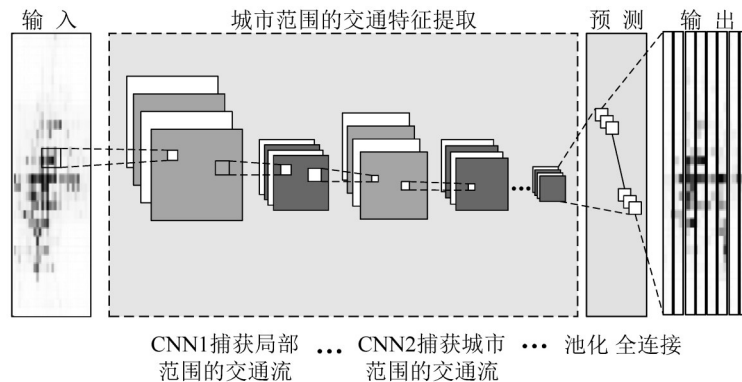 输入 城市范围的交通特征提取 预测 输出
CNN1捕获局部 … CNN2捕获城市 … 池化 全连接
范围的交通流 范围的交通流